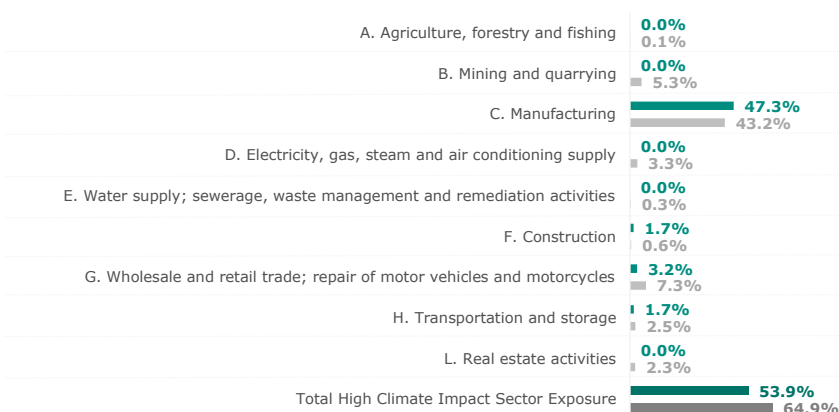 A. Agriculture, forestry and fishing
0.0%
0.1%
B. Mining and quarrying
0.0%
5.3%
C. Manufacturing
47.3%
43.2%
D. Electricity, gas, steam and air conditioning supply
0.0%
3.3%
E. Water supply; sewerage, waste management and remediation activities
0.0%
0.3%
F. Construction
1.7%
0.6%
G. Wholesale and retail trade; repair of motor vehicles and motorcycles
3.2%
7.3%
H. Transportation and storage
1.7%
2.5%
L. Real estate activities
0.0%
2.3%
Total High Climate Impact Sector Exposure
53.9%
64.9%